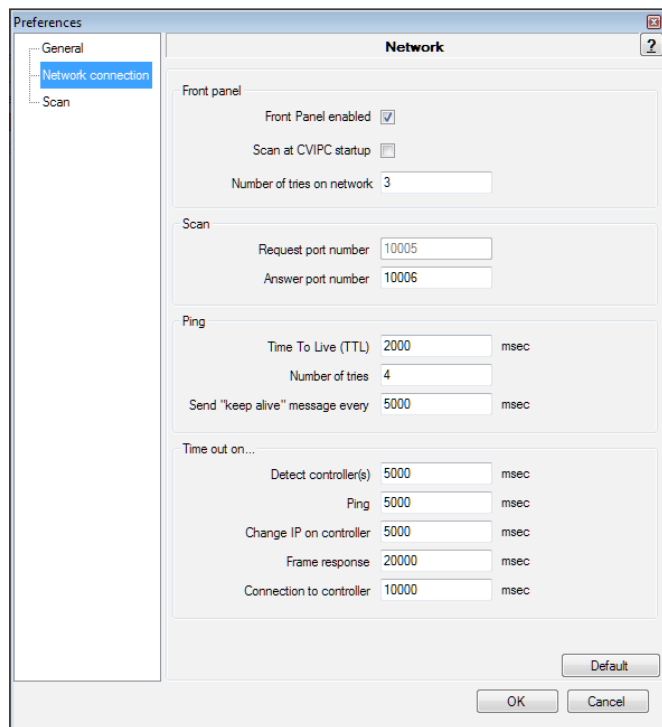 Preferences
General
Network connection
Scan
Network
?
Front panel
Front Panel enabled
Scan at CVIPC startup
Number of tries on network 3
Scan
Request port number 10005
Answer port number 10006
Ping
Time To Live (TTL) 2000 msec
Number of tries 4
Send "keep alive" message every 5000 msec
Time out on...
Detect controller(s) 5000 msec
Ping 5000 msec
Change IP on controller 5000 msec
Frame response 20000 msec
Connection to controller 10000 msec
Default
OK Cancel